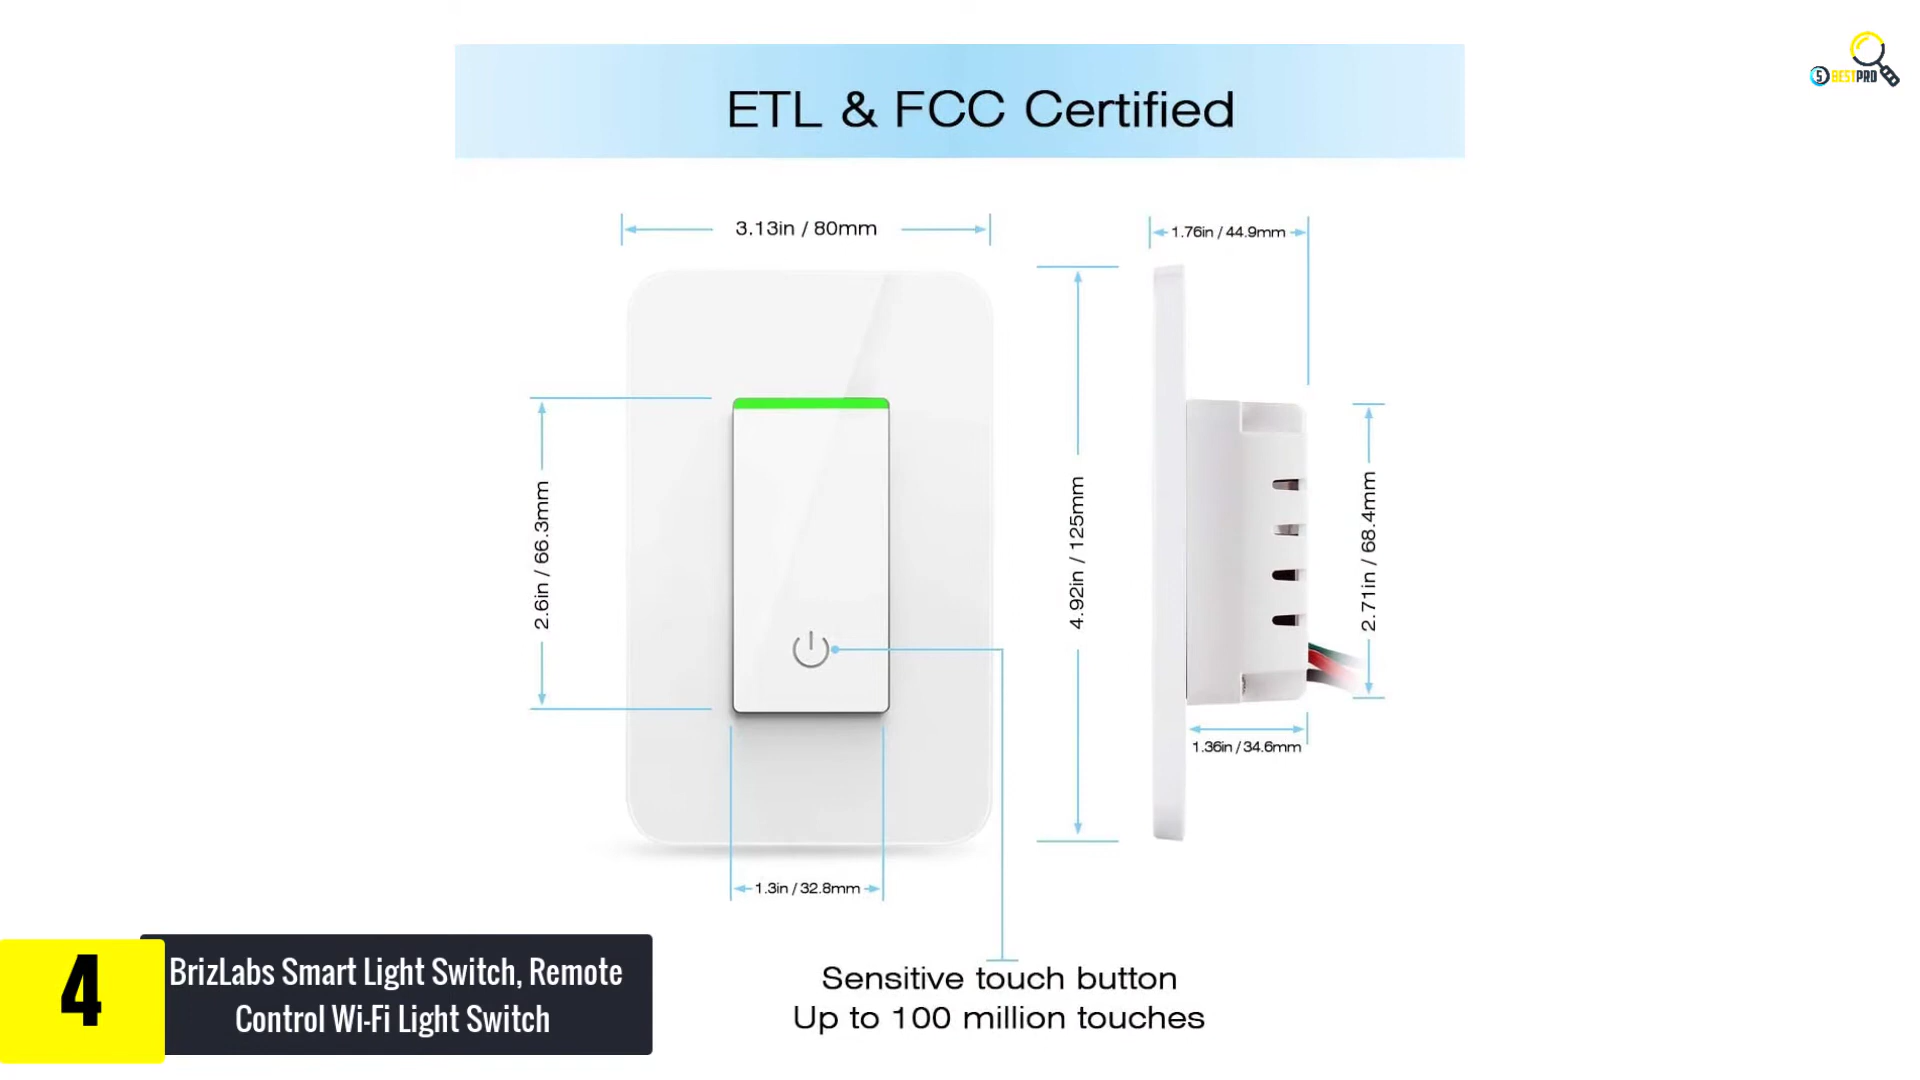 5 BESTPRO
ETL & FCC Certified
3.13in / 80mm
1.76in / 44.9mm
2.6in / 66.3mm
4.92in / 125mm
2.71in / 68.4mm
1.36in / 34.6mm
1.3in / 32.8mm
Sensitive touch button
Up to 100 million touches
4
BrizLabs Smart Light Switch, Remote
Control Wi-Fi Light Switch